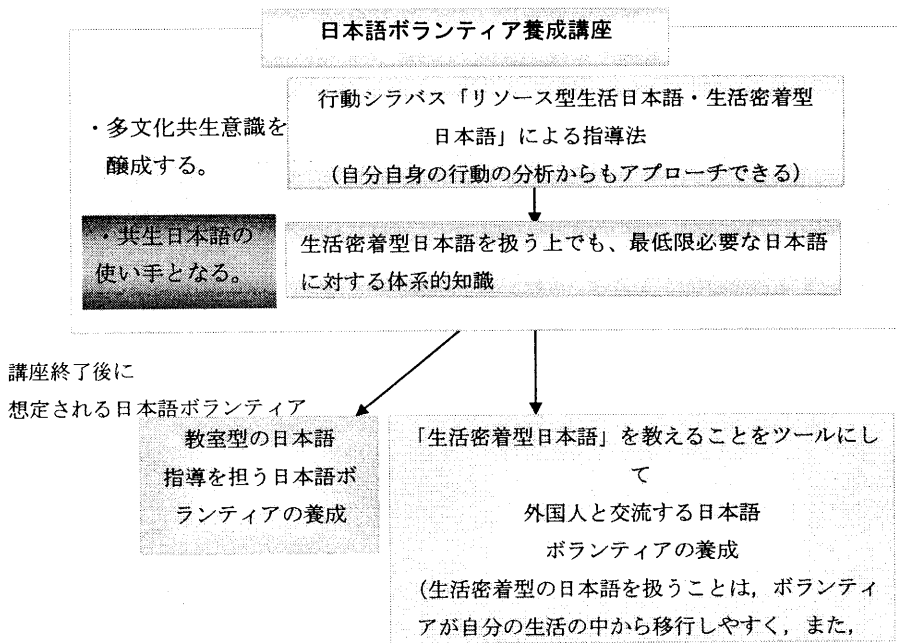 日本語ボランティア養成講座
・多文化共生意識を
醸成する。
行動シラバス「リソース型生活日本語・生活密着型
日本語」による指導法
(自分自身の行動の分析からもアプローチできる)
・共生日本語の
使い手となる。
生活密着型日本語を扱う上でも、最低限必要な日本語
に対する体系的知識
講座終了後に
想定される日本語ボランティア
教室型の日本語
指導を担う日本語ボ
ランティアの養成
「生活密着型日本語」を教えることをツールにし
て
外国人と交流する日本語
ボランティアの養成
(生活密着型の日本語を扱うことは，ボランティ
アが自分の生活の中から移行しやすく，また，